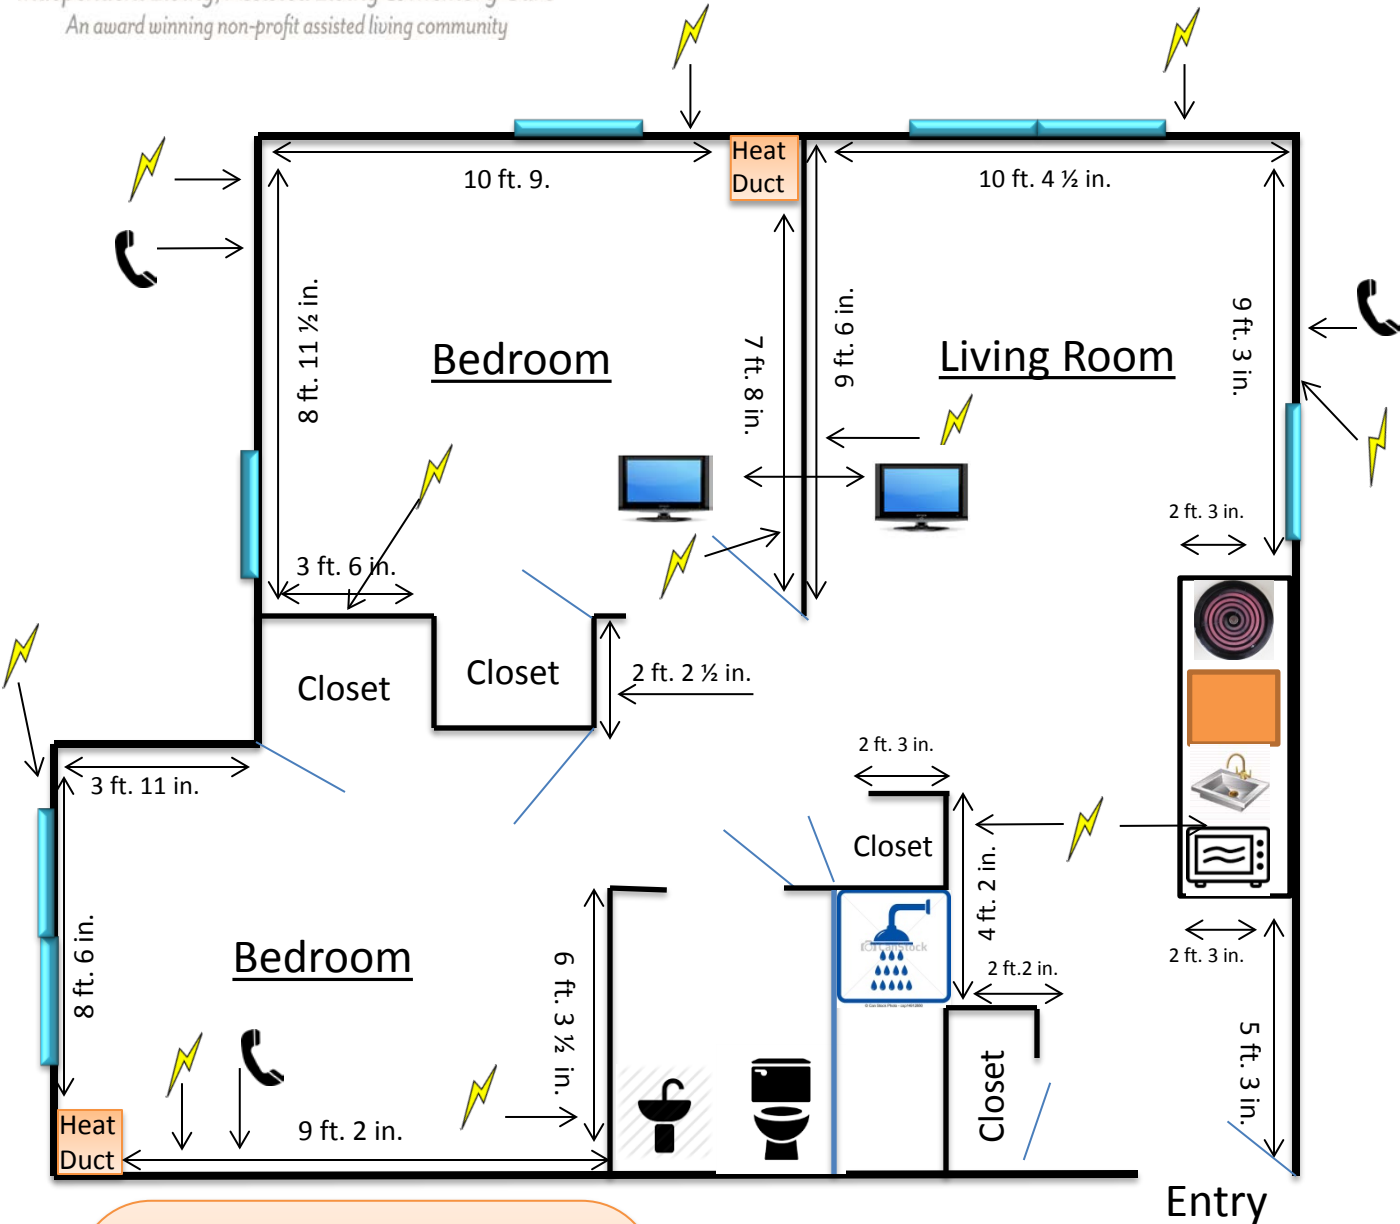 An award winning non-profit assisted living community
Heat
Duct
10 ft. 9.
10 ft. 4 ½ in.
8 ft. 11 ½ in.
7 ft. 8 in.
9 ft. 6 in.
9 ft. 3 in.
Bedroom
Living Room
2 ft. 3 in.
3 ft. 6 in.
Closet
Closet
2 ft. 2 ½ in.
2 ft. 3 in.
3 ft. 11 in.
Closet
4 ft. 2 in.
8 ft. 6 in.
Bedroom
6 ft. 3 ½ in.
CanStock
2 ft.2 in.
2 ft. 3 in.
5 ft. 3 in.
Closet
Heat
Duct
9 ft. 2 in.
Entry